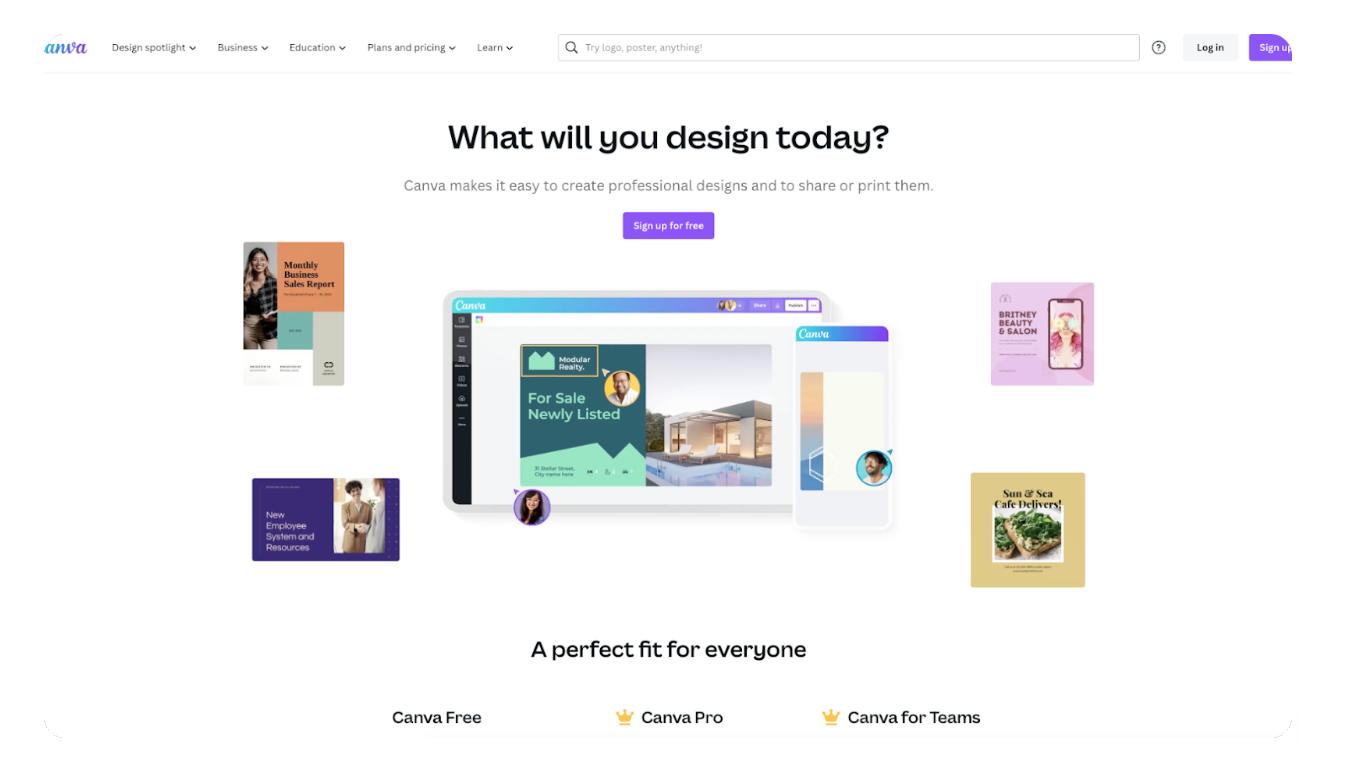 anva
Design spotlight
Business
Education
Plans and pricing
Learn
Try logo, poster, anything!
?
Log in
Sign up
What will you design today?
Canva makes it easy to create professional designs and to share or print them.
Sign up for free
Monthly
Business
Sales Report
Canva
Share
Publish
Modular
Realty.
For Sale
Newly Listed
31 Stellar Street,
City name here
Canva
BRITNEY
BEAUTY
& SALON
New
Employee
System and
Resources
Sun & Sea
Cafe Delivers!
A perfect fit for everyone
Canva Free
Canva Pro
Canva for Teams